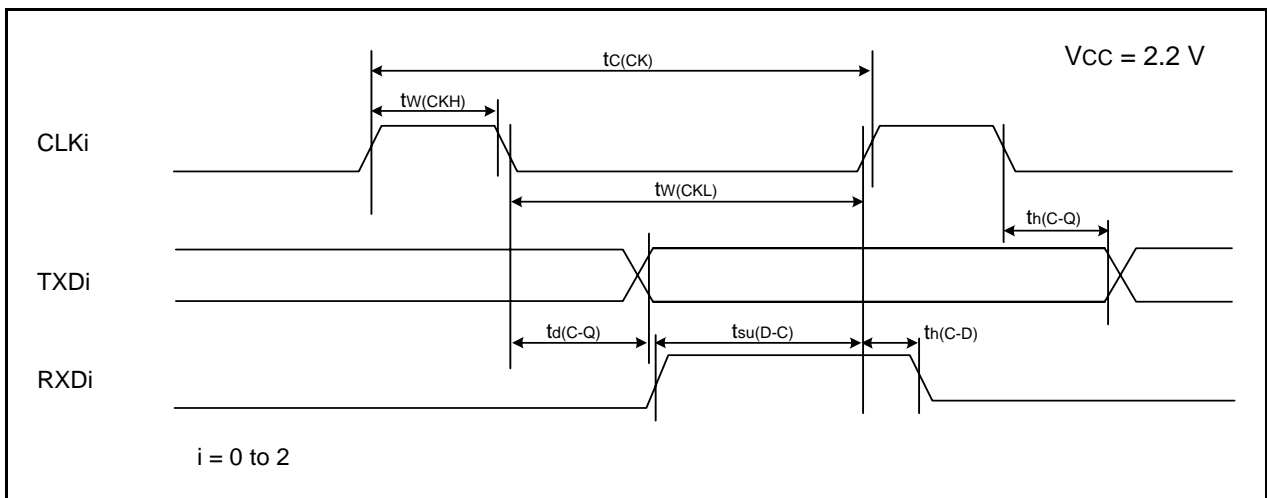 tC(CK)
VCC = 2.2 V
tW(CKH)
CLKi
tW(CKL)
th(C-Q)
TXDi
td(C-Q)
tsu(D-C)
th(C-D)
RXDi
i = 0 to 2